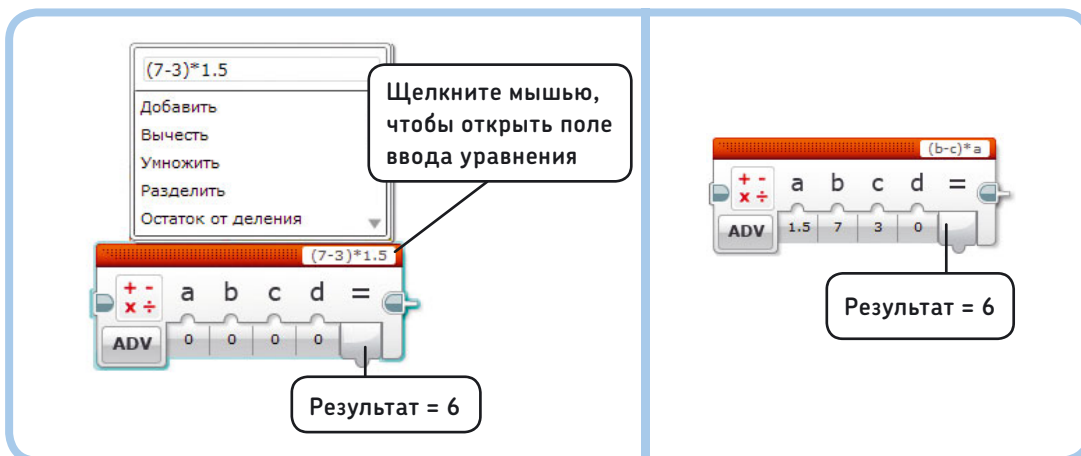 (7-3)*1.5
Добавить
Вычесть
Умножить
Разделить
Остаток от деления
Щелкните мышью,
чтобы открыть поле
ввода уравнения
(7-3)*1.5
+ -
x ÷
a b c d =
ADV
0 0 0 0
Результат = 6
(b-c)*a
+ -
x ÷
a b c d =
ADV
1.5 7 3 0
Результат = 6